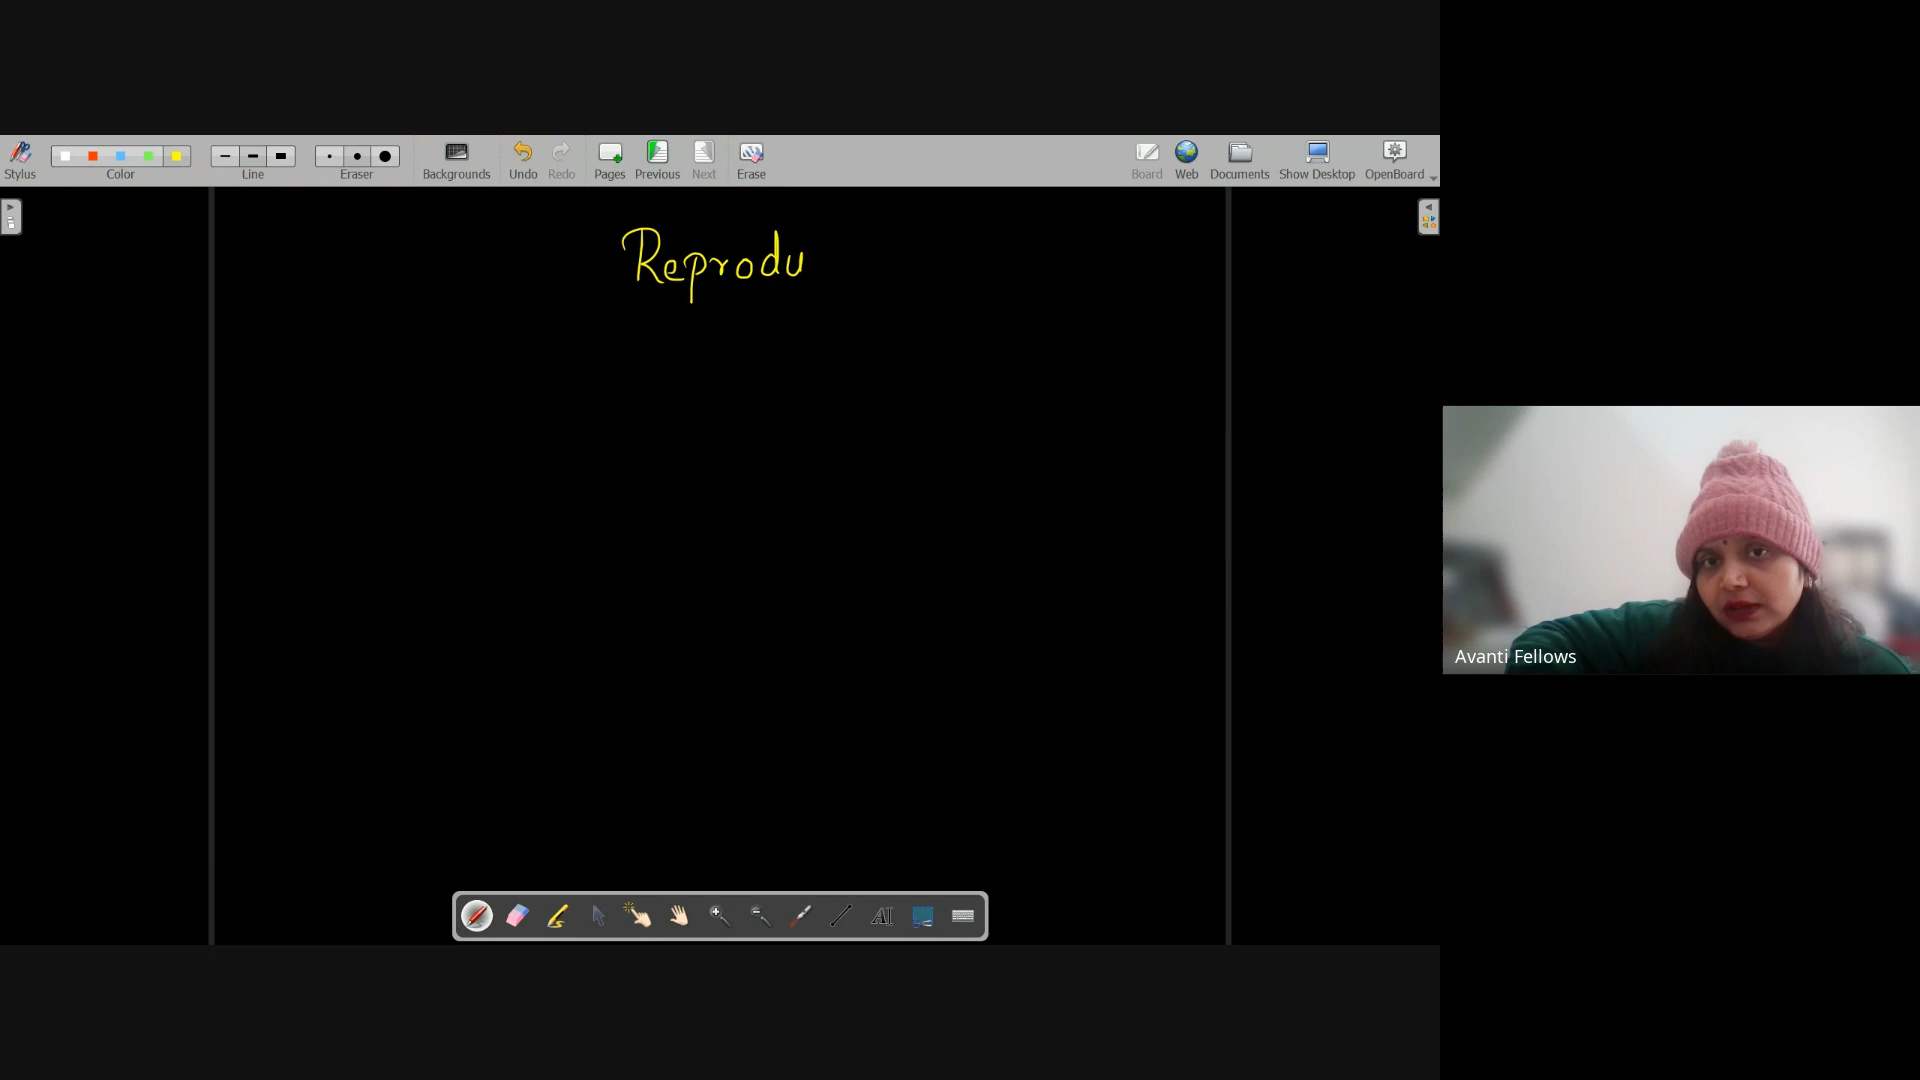 Stylus Color Line Eraser Backgrounds Undo Redo Pages Previous Next Erase Board Web Documents Show Desktop OpenBoard
Reprodu
Avanti Fellows
AI